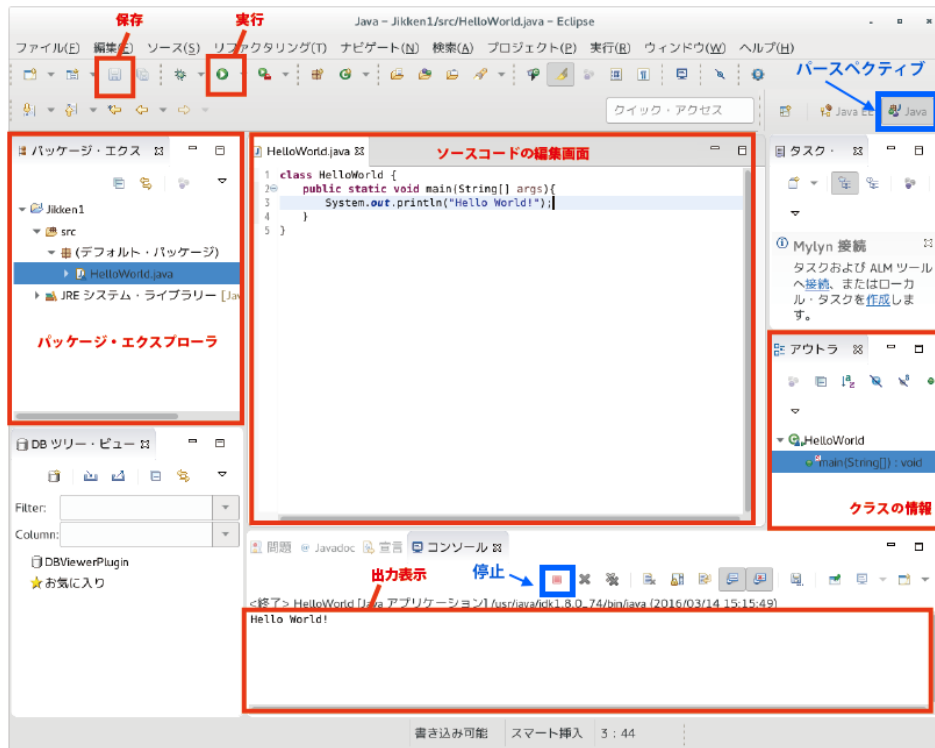 保存
実行
Java – Jikken1/src/HelloWorld.java – Eclipse
ファイル(F) 編集(E) ソース(S) リファクタリング(T) ナビゲート(N) 検索(A) プロジェクト(P) 実行(R) ウィンドウ(W) ヘルプ(H)
パースペクティブ
クイック・アクセス
Java EE
Java
パッケージ・エクス
HelloWorld.java
ソースコードの編集画面
タスク・
1 class HelloWorld {
2 public static void main(String[] args){
3 System.out.println("Hello World!");
4 }
5 }
Jikken1
src
(デフォルト・パッケージ)
HelloWorld.java
JRE システム・ライブラリー [Jav
パッケージ・エクスプローラ
Mylyn 接続
タスクおよび ALM ツール
へ接続、またはローカ
ル・タスクを作成しま
す。
アウトラ
HelloWorld
main(String[]) : void
クラスの情報
DB ツリー・ビュー
Filter:
Column:
DBViewerPlugin
お気に入り
問題 Javadoc 宣言 コンソール
出力表示
停止
<終了> HelloWorld [Java アプリケーション] /usr/java/jdk1.8.0_74/bin/java (2016/03/14 15:15:49)
Hello World!
書き込み可能 スマート挿入 3 : 44